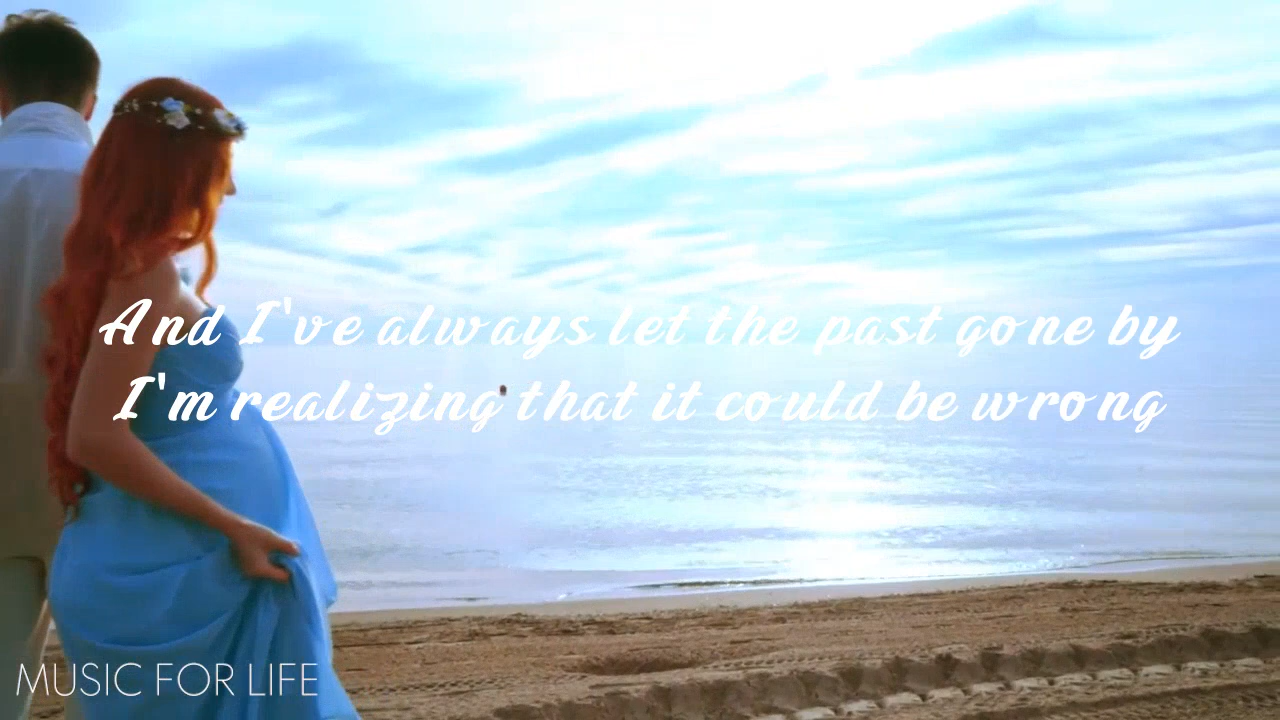 And I've always let the past gone by
I'm realizing that it could be wrong
MUSIC FOR LIFE